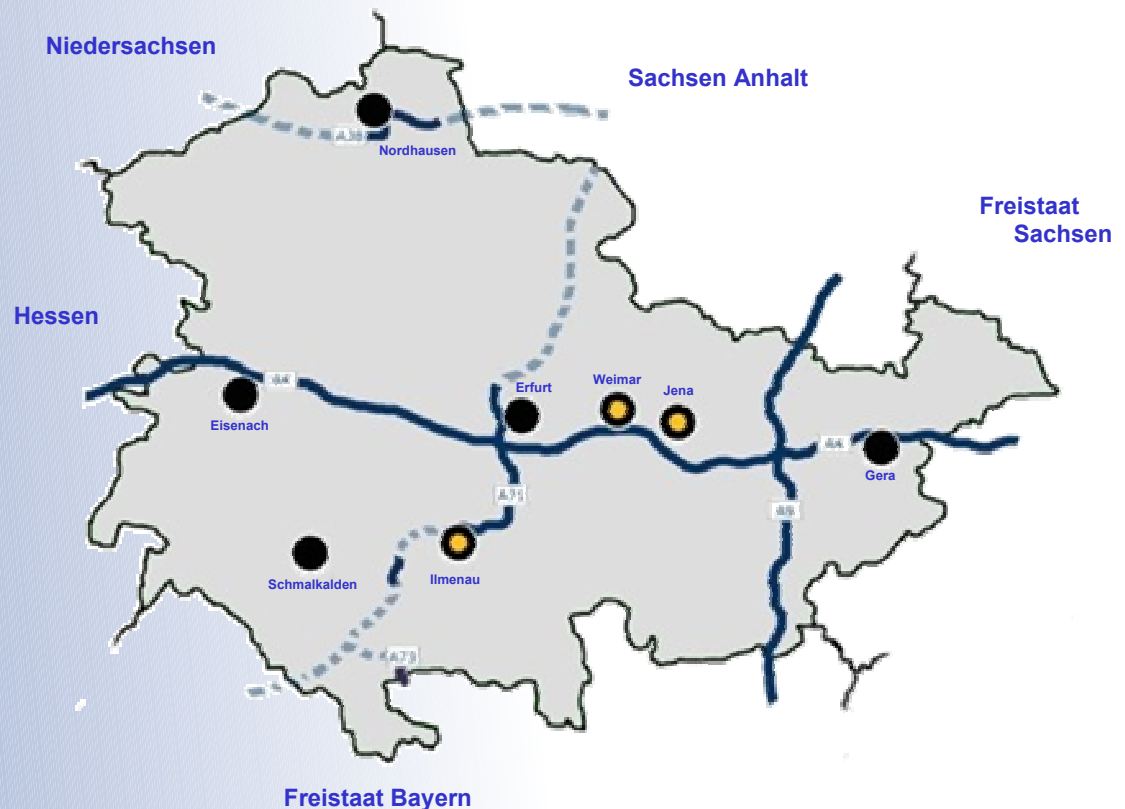 Niedersachsen
Sachsen Anhalt
A38
Nordhausen
Freistaat
Sachsen
Hessen
A4
Erfurt
Weimar
Jena
Eisenach
A4
Gera
A71
A9
Schmalkalden
Ilmenau
A73
Freistaat Bayern